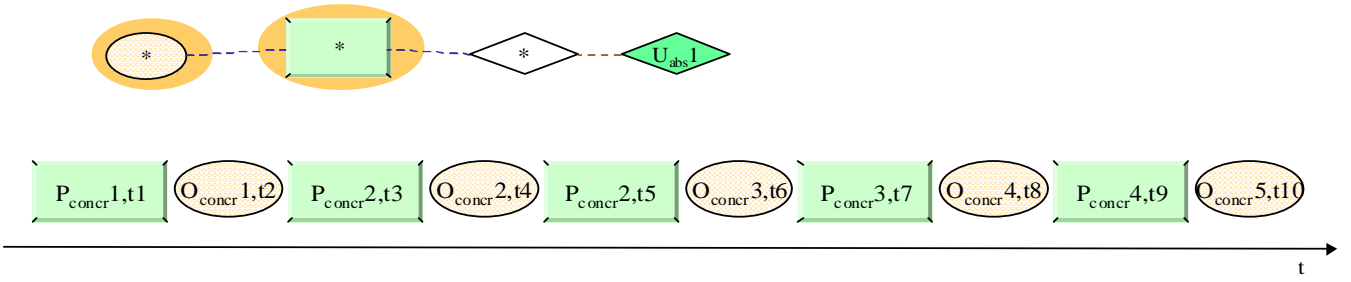 * * * Uabs1
Pconcr1,t1 Oconcr1,t2 Pconcr2,t3 Oconcr2,t4 Pconcr2,t5 Oconcr3,t6 Pconcr3,t7 Oconcr4,t8 Pconcr4,t9 Oconcr5,t10
t